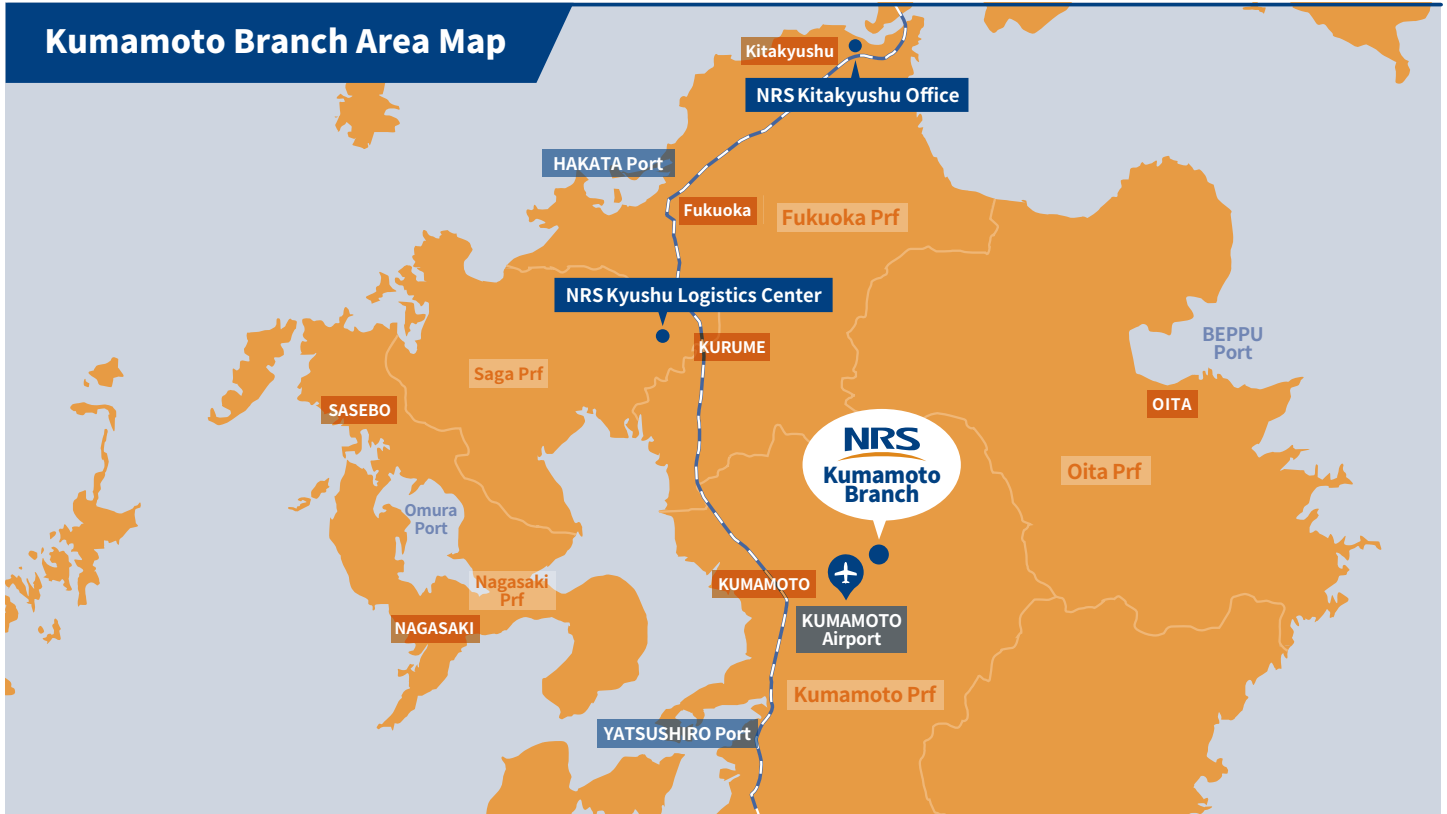 Kumamoto Branch Area Map
Kitakyushu
NRS Kitakyushu Office
HAKATA Port
Fukuoka
Fukuoka Prf
NRS Kyushu Logistics Center
KURUME
BEPPU
Port
Saga Prf
SASEBO
OITA
NRS
Kumamoto
Branch
Oita Prf
Omura
Port
Nagasaki
Prf
KUMAMOTO
NAGASAKI
KUMAMOTO
Airport
Kumamoto Prf
YATSUSHIRO Port